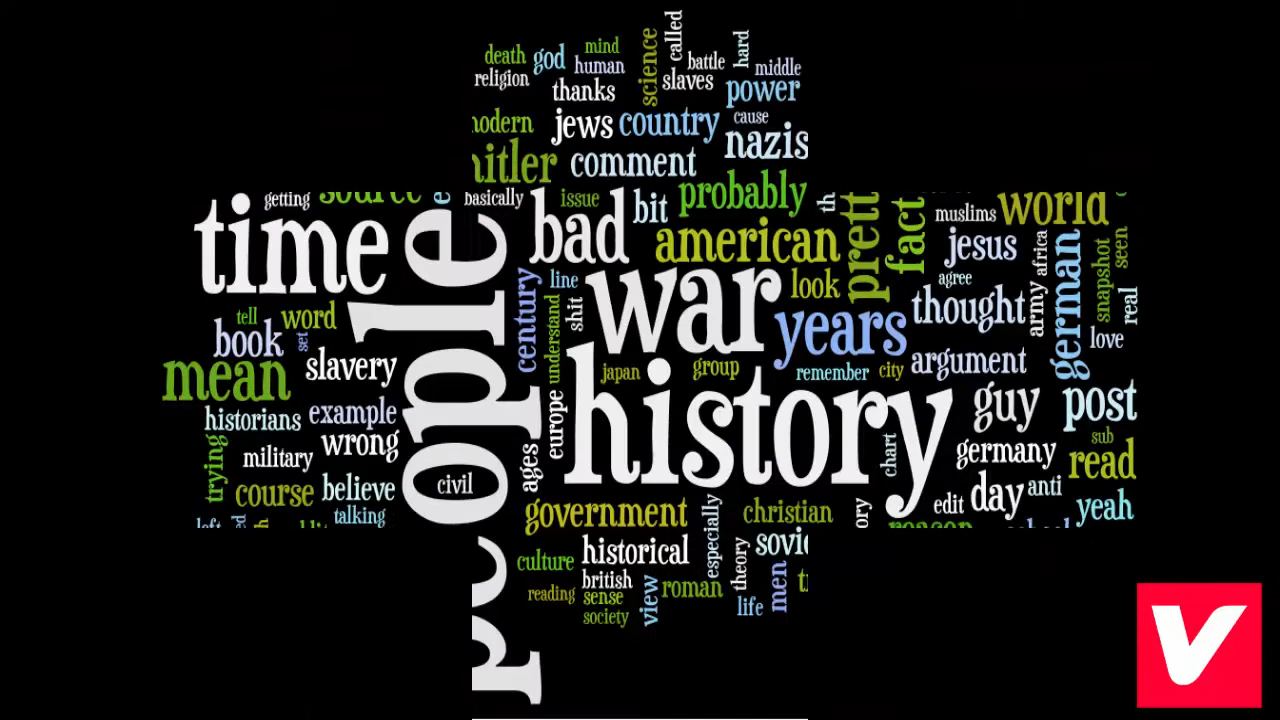 called
death god mind science hard
religion human battle middle
thanks slaves power
jews country cause
comment nazis
probably
getting basically issue bit
time people bad american fact muslims world
jesus africa seen
line agree snapshot
century war look thought army german real
tell word understand shit years love
book set
mean slavery japan group remember city argument
historians example europe history guy post
trying wrong chart sub
military ages germany read
course believe civil edit day anti
talking government especially christian yeah
culture historical theory
british view roman men
reading sense life
society
V